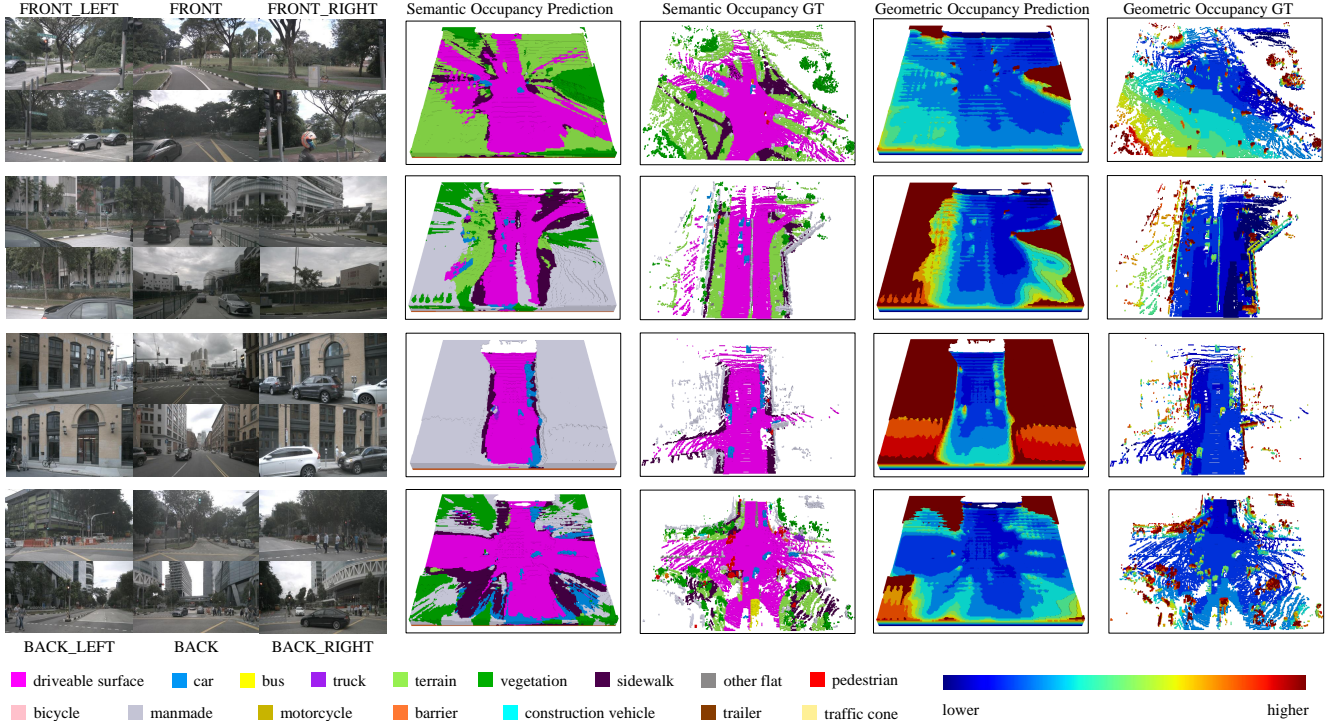 FRONT_LEFT FRONT FRONT_RIGHT Semantic Occupancy Prediction Semantic Occupancy GT Geometric Occupancy Prediction Geometric Occupancy GT
BACK_LEFT BACK BACK_RIGHT
driveable surface car bus truck terrain vegetation sidewalk other flat pedestrian
bicycle manmade motorcycle barrier construction vehicle trailer traffic cone
lower higher